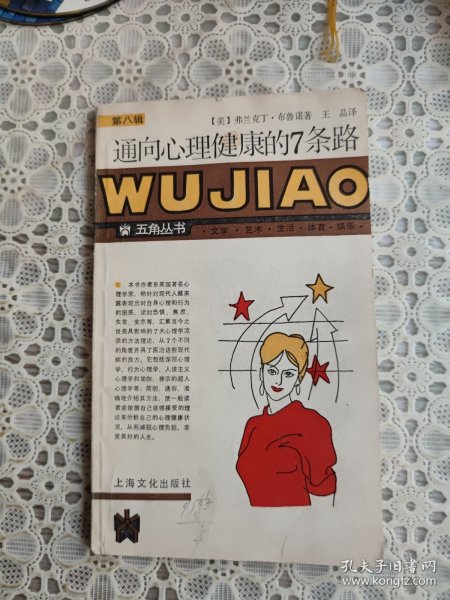 第八辑
【美】弗兰克丁·布鲁诺著 王晶译
通向心理健康的7条路
WUJIAO
五角丛书
·文学·艺术·生活·体育·娱乐·
● 本书作者系美国著名心
理学家。他针对现代人越来
越表现出对自身心理和行为
的困惑，诸如恐惧、焦虑、
失常、变态等，汇集当今之
世最具影响的7大心理学流
派的方法理论，从7个不同
的角度开具了医治这些现代
病的良方。它包括深层心理
学、行为心理学、人道主义
心理学和瑜伽、禅宗的超人
心理学等，简明、通俗、准
确地介绍其方法，使一般读
者能依据自己能够接受的理
论来分析自己的心理健康状
况，从而减轻心理负担，享
受美好的人生。
上海文化出版社
孔夫子旧书网
www.kongfz.com